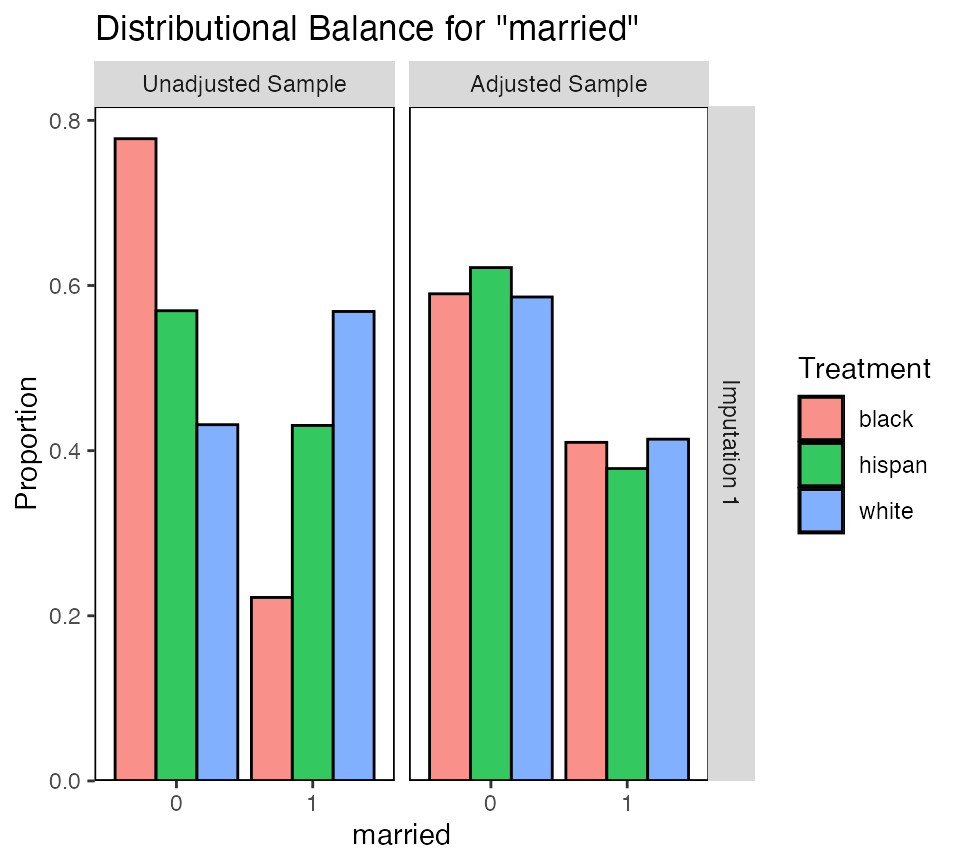 Distributional Balance for "married"
Unadjusted Sample
Adjusted Sample
Imputation 1
Proportion
0.8
0.6
0.4
0.2
0.0
0
1
0
1
married
Treatment
black
hispan
white